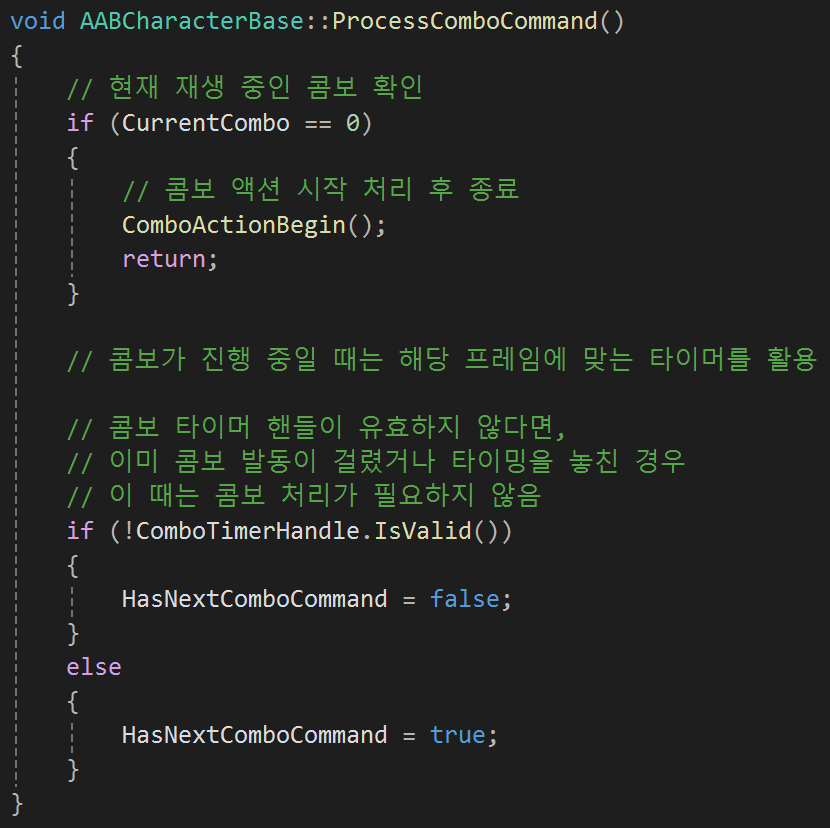 void AABCharacterBase::ProcessComboCommand()
{
    // 현재 재생 중인 콤보 확인
    if (CurrentCombo == 0)
    {
        // 콤보 액션 시작 처리 후 종료
        ComboActionBegin();
        return;
    }

    // 콤보가 진행 중일 때는 해당 프레임에 맞는 타이머를 활용

    // 콤보 타이머 핸들이 유효하지 않다면,
    // 이미 콤보 발동이 걸렸거나 타이밍을 놓친 경우
    // 이 때는 콤보 처리가 필요하지 않음
    if (!ComboTimerHandle.IsValid())
    {
        HasNextComboCommand = false;
    }
    else
    {
        HasNextComboCommand = true;
    }
}